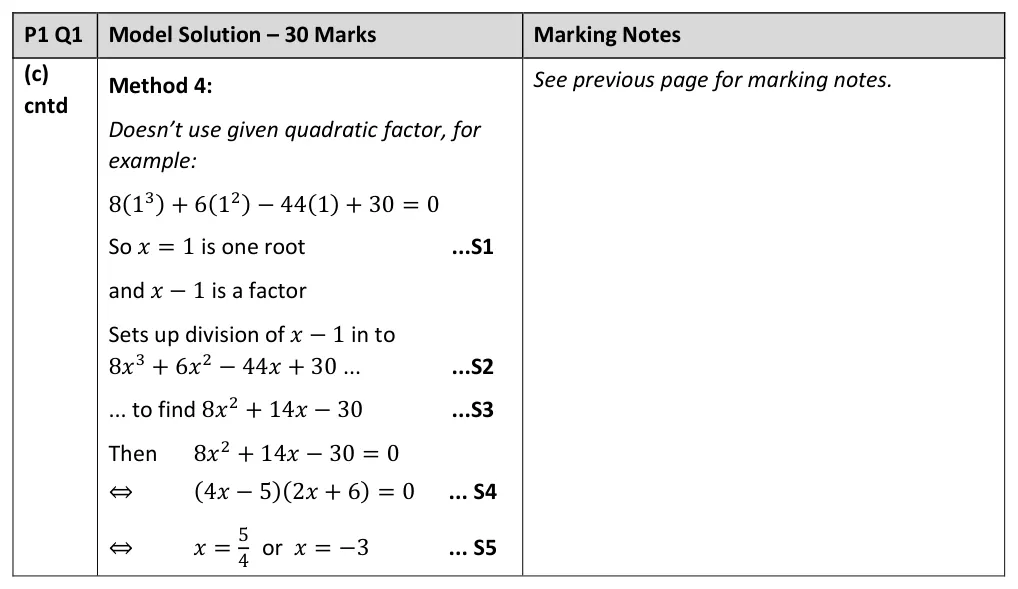 P1 Q1 Model Solution – 30 Marks Marking Notes
(c) cntd
Method 4:
See previous page for marking notes.
Doesn’t use given quadratic factor, for
example:
8(1³) + 6(1²) − 44(1) + 30 = 0
So x = 1 is one root ...S1
and x − 1 is a factor
Sets up division of x − 1 in to
8x³ + 6x² − 44x + 30 ... ...S2
... to find 8x² + 14x − 30 ...S3
Then 8x² + 14x − 30 = 0
⇔ (4x − 5)(2x + 6) = 0 ... S4
⇔ x = 5/4 or x = −3 ... S5